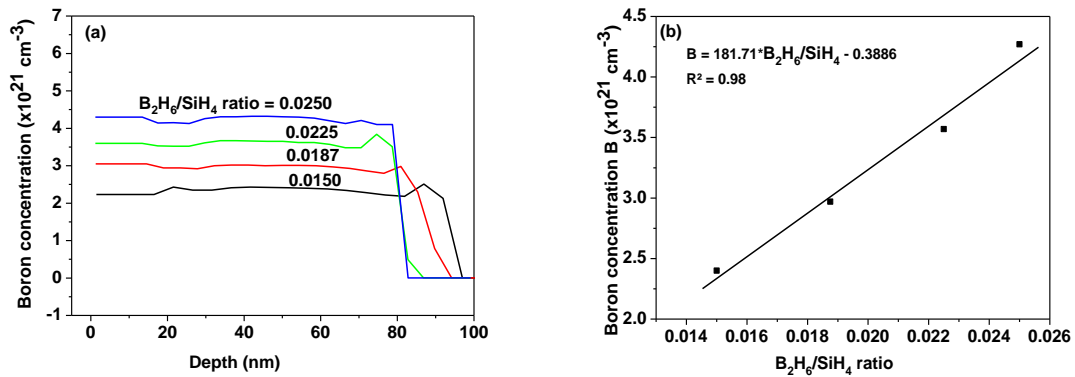 (a)
7
6
5
4
3
2
1
0
-1
Boron concentration (x10²¹ cm⁻³)
B₂H₆/SiH₄ ratio = 0.0250
0.0225
0.0187
0.0150
0 20 40 60 80 100
Depth (nm)
(b)
4.5
4.0
3.5
3.0
2.5
2.0
Boron concentration B (x10²¹ cm⁻³)
B = 181.71*B₂H₆/SiH₄ - 0.3886
R² = 0.98
0.014 0.016 0.018 0.020 0.022 0.024 0.026
B₂H₆/SiH₄ ratio